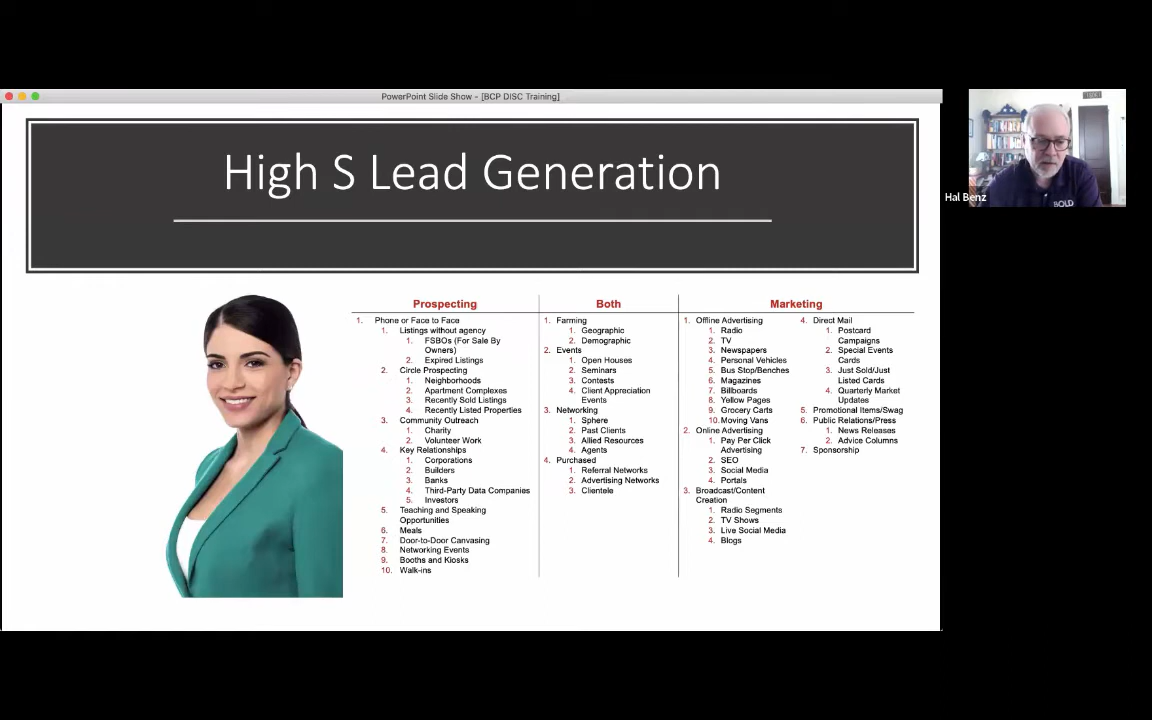 PowerPoint Slide Show - [BCP DISC Training]
High S Lead Generation
Prospecting
1. Phone or Face to Face
1. Listings without agency
1. FSBOs (For Sale By
Owners)
2. Expired Listings
2. Circle Prospecting
1. Neighborhoods
2. Apartment Complexes
3. Recently Sold Listings
4. Recently Listed Properties
3. Community Outreach
1. Charity
2. Volunteer Work
4. Key Relationships
1. Corporations
2. Builders
3. Banks
4. Third-Party Data Companies
5. Investors
5. Teaching and Speaking
Opportunities
6. Meals
7. Door-to-Door Canvasing
8. Networking Events
9. Booths and Kiosks
10. Walk-ins
Both
1. Farming
1. Geographic
2. Demographic
2. Events
1. Open Houses
2. Seminars
3. Contests
4. Client Appreciation
Events
3. Networking
1. Sphere
2. Past Clients
3. Allied Resources
4. Agents
4. Purchased
1. Referral Networks
2. Advertising Networks
3. Clientele
Marketing
1. Offline Advertising
1. Radio
2. TV
3. Newspapers
4. Personal Vehicles
5. Bus Stop/Benches
6. Magazines
7. Billboards
8. Yellow Pages
9. Grocery Carts
10. Moving Vans
2. Online Advertising
1. Pay Per Click
Advertising
2. SEO
3. Social Media
4. Portals
3. Broadcast/Content
Creation
1. Radio Segments
2. TV Shows
3. Live Social Media
4. Blogs
4. Direct Mail
1. Postcard
Campaigns
2. Special Events
Cards
3. Just Sold/Just
Listed Cards
4. Quarterly Market
Updates
5. Promotional Items/Swag
6. Public Relations/Press
1. News Releases
2. Advice Columns
7. Sponsorship
BOLD
Hal Benz